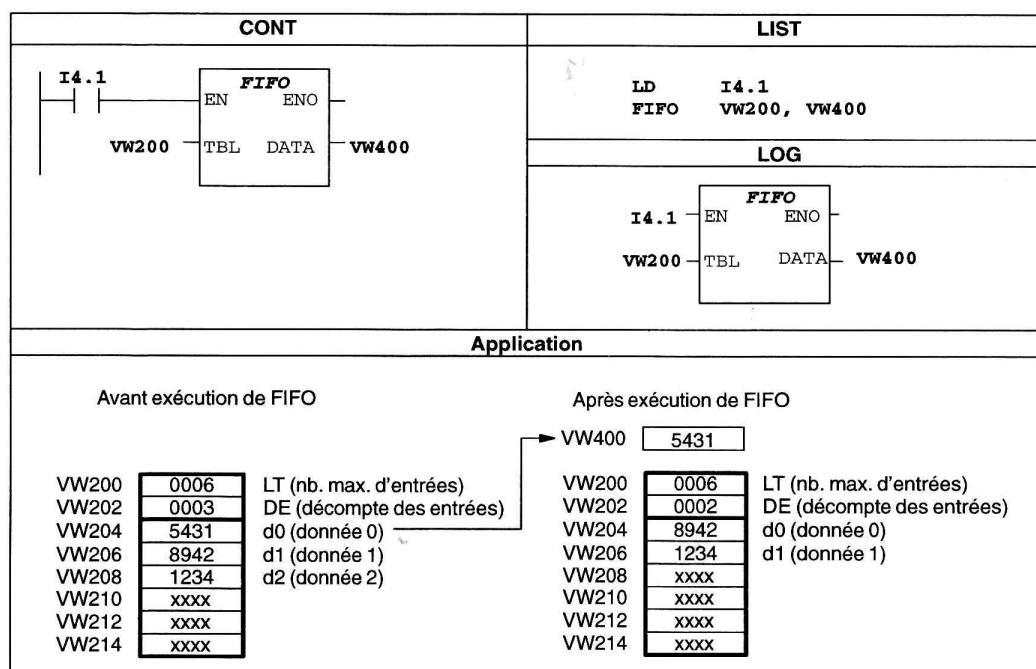 CONT
I4.1
FIFO
EN ENO
VW200 TBL DATA VW400
LIST
LD I4.1
FIFO VW200, VW400
LOG
FIFO
I4.1 EN ENO
VW200 TBL DATA VW400
Application
Avant exécution de FIFO
VW200 0006 LT (nb. max. d'entrées)
VW202 0003 DE (décompte des entrées)
VW204 5431 d0 (donnée 0)
VW206 8942 d1 (donnée 1)
VW208 1234 d2 (donnée 2)
VW210 xxxx
VW212 xxxx
VW214 xxxx
Après exécution de FIFO
VW400 5431
VW200 0006 LT (nb. max. d'entrées)
VW202 0002 DE (décompte des entrées)
VW204 8942 d0 (donnée 0)
VW206 1234 d1 (donnée 1)
VW208 xxxx
VW210 xxxx
VW212 xxxx
VW214 xxxx